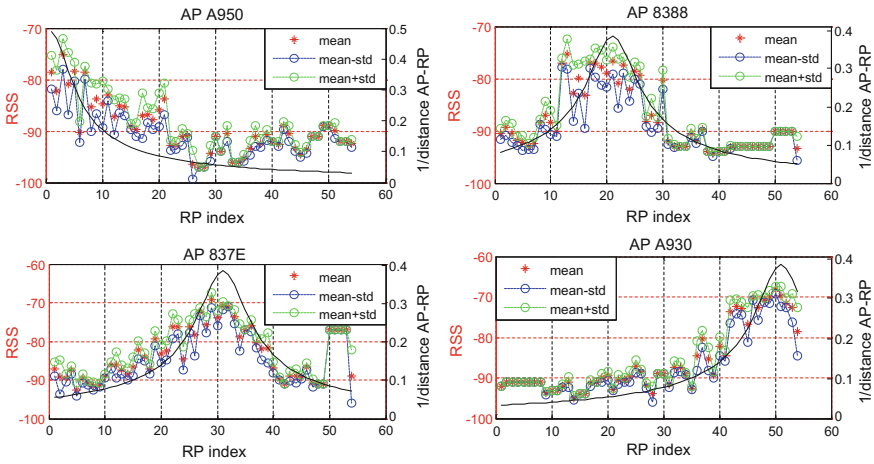 AP A950
-70
-80
-90
-100
RSS
0 10 20 30 40 50 60
RP index
0.5
0.4
0.3
0.2
0.1
0
1/distance AP-RP
mean
mean-std
mean+std
AP 8388
-70
-80
-90
-100
RSS
0 10 20 30 40 50 60
RP index
0.4
0.3
0.2
0.1
0
1/distance AP-RP
mean
mean-std
mean+std
AP 837E
-60
-70
-80
-90
-100
RSS
0 10 20 30 40 50 60
RP index
0.4
0.3
0.2
0.1
0
1/distance AP-RP
mean
mean-std
mean+std
AP A930
-60
-70
-80
-90
-100
RSS
0 10 20 30 40 50 60
RP index
0.4
0.3
0.2
0.1
0
1/distance AP-RP
mean
mean-std
mean+std